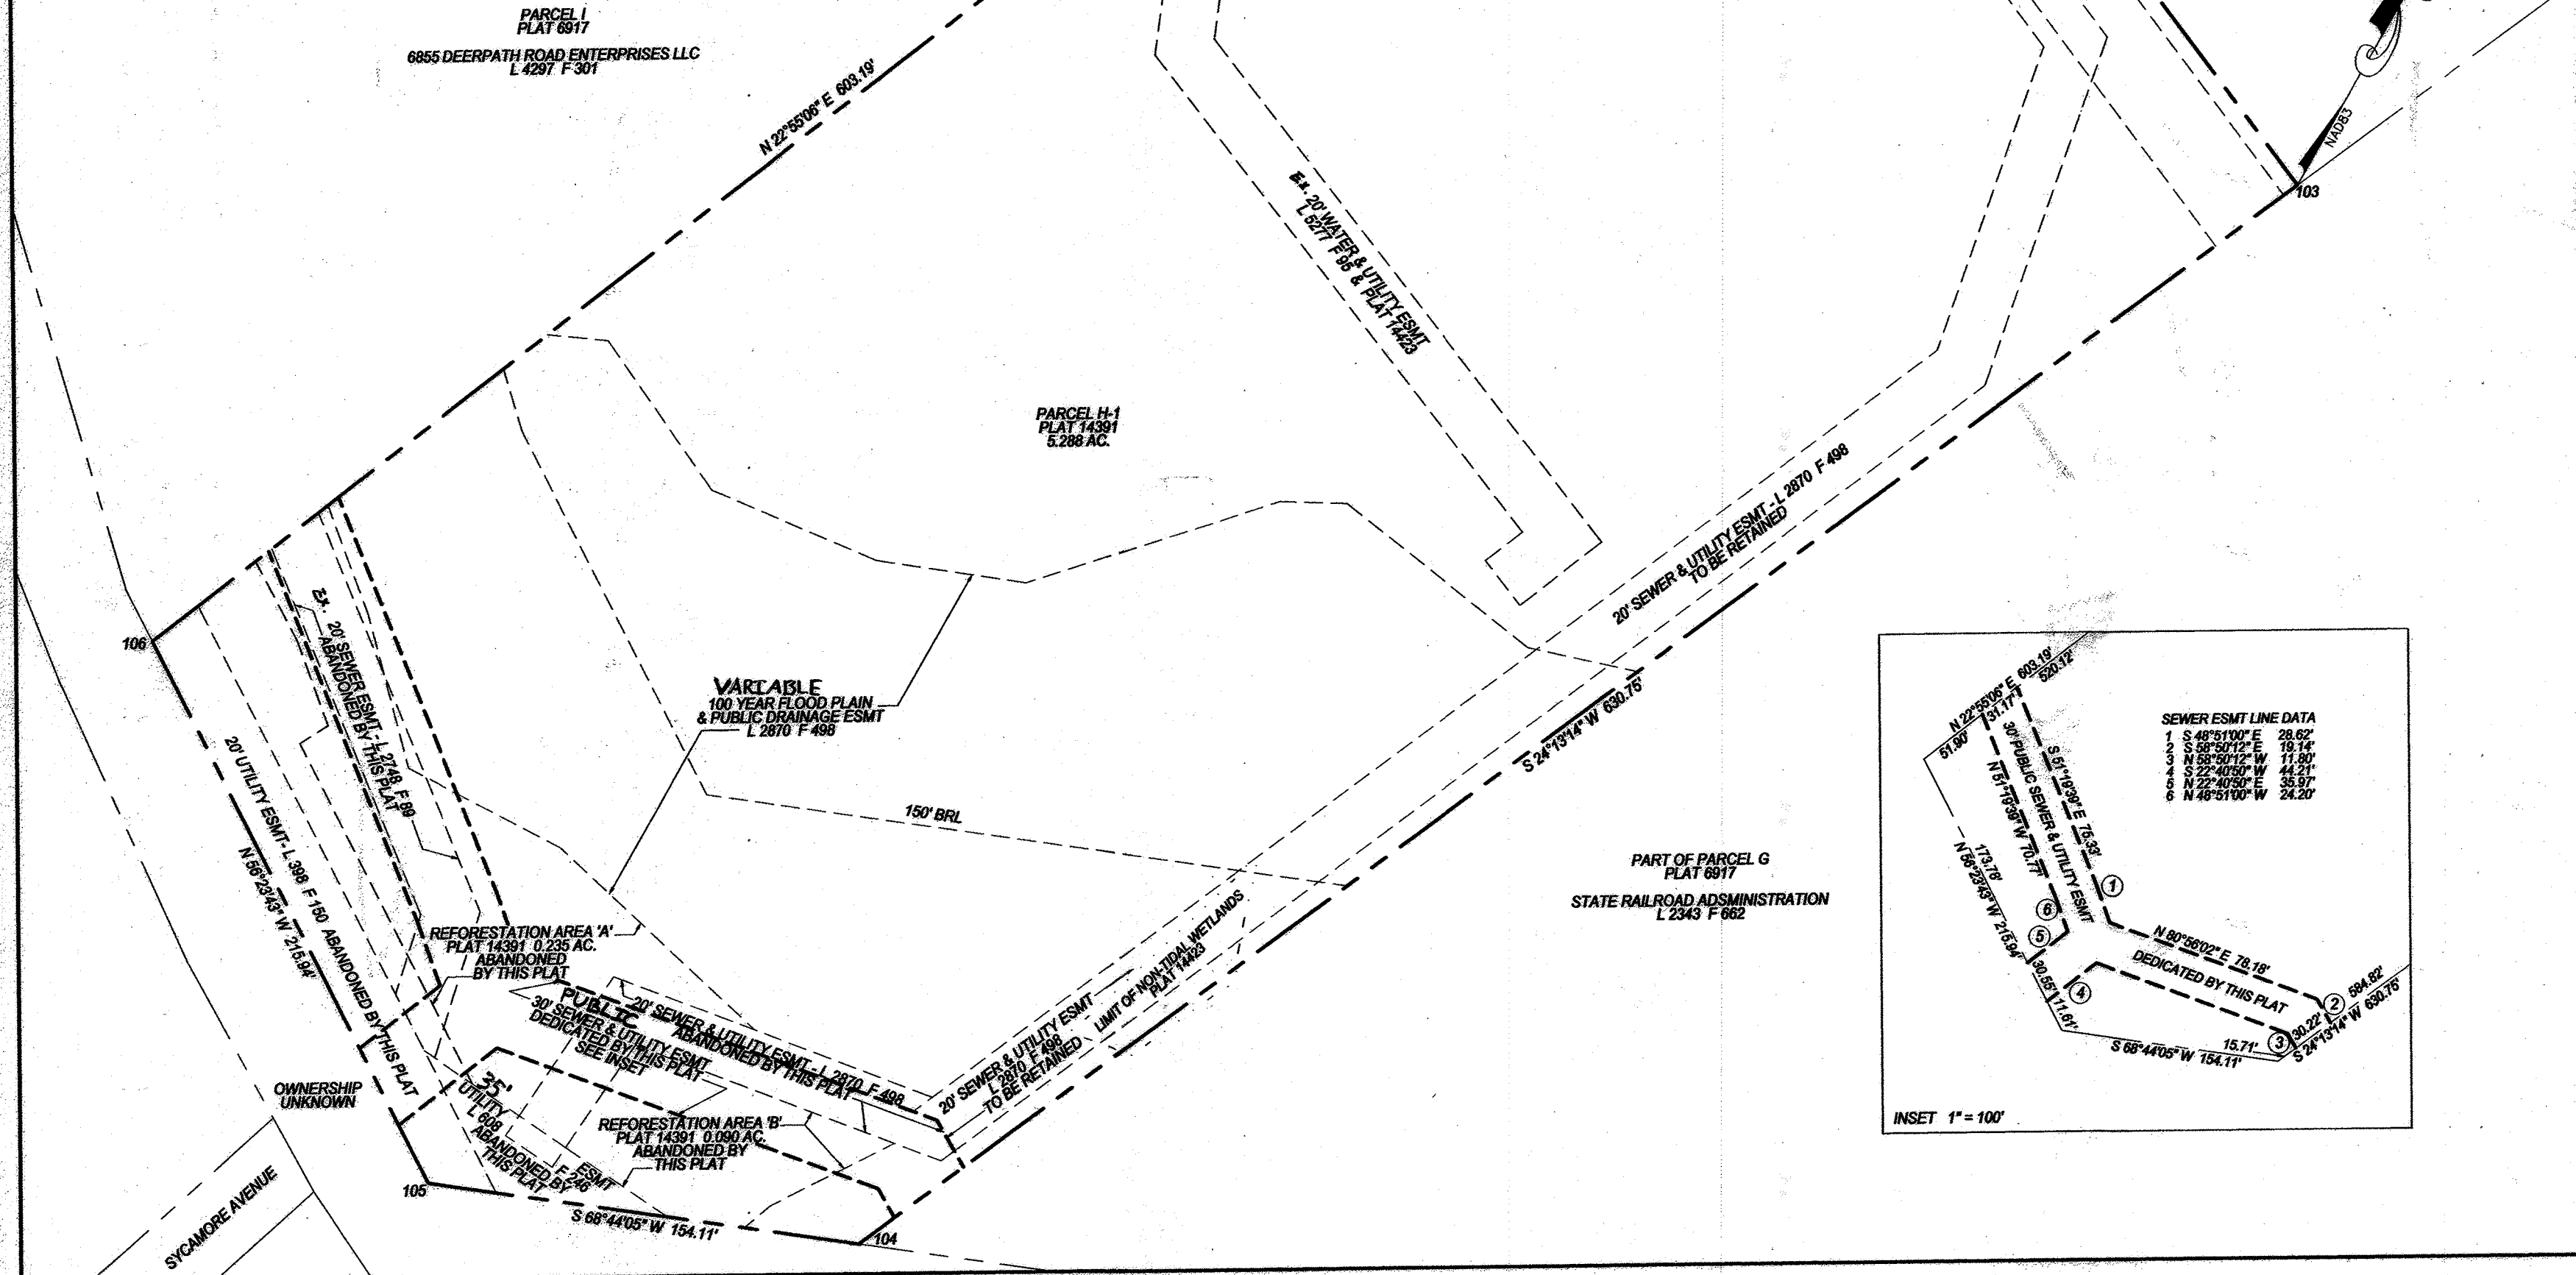 PARCEL I
PLAT 6917
6855 DEERPATH ROAD ENTERPRISES LLC
L 4297 F 301
N 22°55'06" E 603.19'
NAD83
103
EX. 20' WATER & UTILITY ESMT
L 5277 F 95 & PLAT 14423
PARCEL H-1
PLAT 14391
5.288 AC.
20' SEWER & UTILITY ESMT - L 2870 F 498
TO BE RETAINED
S 24°13'14" W 630.75'
106
EX. 20' SEWER ESMT - L 2748 F 89
ABANDONED BY THIS PLAT
20' UTILITY ESMT - L 398 F 150 ABANDONED BY THIS PLAT
N 56°23'43" W 215.94'
VARIABLE
100 YEAR FLOOD PLAIN
& PUBLIC DRAINAGE ESMT
L 2870 F 498
150' BRL
PART OF PARCEL G
PLAT 6917
STATE RAILROAD ADSMINISTRATION
L 2343 F 662
REFORESTATION AREA 'A'
PLAT 14391 0.235 AC.
ABANDONED
BY THIS PLAT
PUBLIC
30' SEWER & UTILITY ESMT
DEDICATED BY THIS PLAT
SEE INSET
20' SEWER & UTILITY ESMT - L 2870 F 498
ABANDONED BY THIS PLAT
20' SEWER & UTILITY ESMT
L 2870 F 498
TO BE RETAINED
LIMIT OF NON-TIDAL WETLANDS
PLAT 14423
OWNERSHIP
UNKNOWN
35'
UTILITY ESMT
L 608 F 246
ABANDONED BY
THIS PLAT
REFORESTATION AREA 'B'
PLAT 14391 0.090 AC.
ABANDONED BY
THIS PLAT
105
S 68°44'05" W 154.11'
104
SYCAMORE AVENUE
N 22°55'06" E 603.19'
520.12'
31.17'
51.90'
30' PUBLIC SEWER & UTILITY ESMT
S 51°19'39" E 75.33'
N 51°19'39" W 70.77'
173.78'
N 56°23'43" W 215.94'
SEWER ESMT LINE DATA
1 S 48°51'00" E 28.62'
2 S 58°50'12" E 19.14'
3 N 58°50'12" W 11.80'
4 S 22°40'50" W 44.21'
5 N 22°40'50" E 35.97'
6 N 48°51'00" W 24.20'
1
6
5
N 80°56'02" E 78.18'
DEDICATED BY THIS PLAT
30.55'
11.61'
4
2
584.82'
30.22'
S 24°13'14" W 630.75'
15.71'
3
S 68°44'05" W 154.11'
INSET 1" = 100'